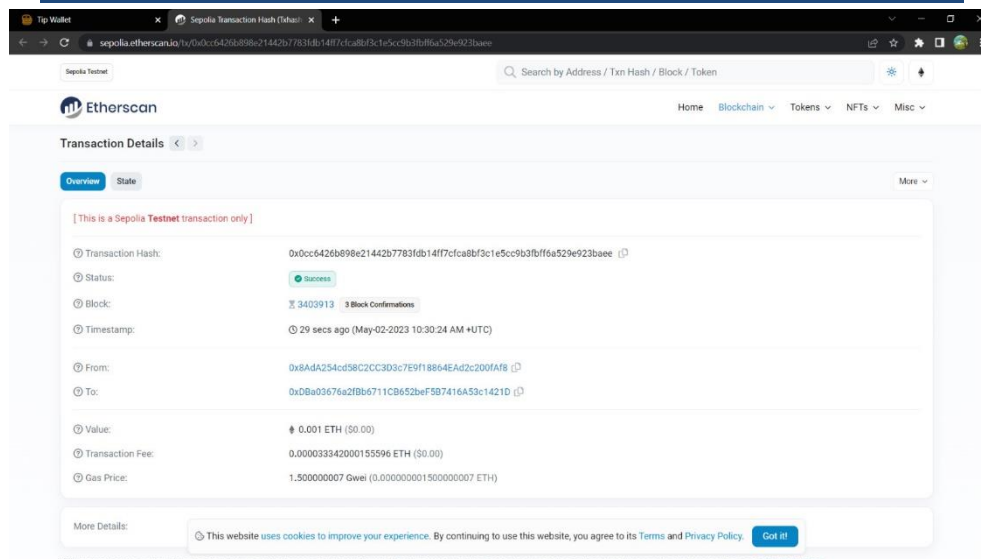 Tip Wallet
Sepolia Transaction Hash (Txhash
sepolia.etherscan.io/tx/0x0cc6426b898e21442b7783fdb14ff7cfca8bf3c1e5cc9b3fbff6a529e923baee
Sepolia Testnet
Search by Address / Txn Hash / Block / Token
Etherscan
Home Blockchain Tokens NFTs Misc
Transaction Details
Overview State
More
[ This is a Sepolia Testnet transaction only ]
Transaction Hash: 0x0cc6426b898e21442b7783fdb14ff7cfca8bf3c1e5cc9b3fbff6a529e923baee
Status: Success
Block: 3403913 3 Block Confirmations
Timestamp: 29 secs ago (May-02-2023 10:30:24 AM +UTC)
From: 0x8AdA254cd58C2CC3D3c7E9f18864EAd2c200fAf8
To: 0xDBa03676a2fBb6711CB652beF5B7416A53c1421D
Value: 0.001 ETH ($0.00)
Transaction Fee: 0.000033342000155596 ETH ($0.00)
Gas Price: 1.500000007 Gwei (0.000000001500000007 ETH)
More Details:
This website uses cookies to improve your experience. By continuing to use this website, you agree to its Terms and Privacy Policy. Got it!